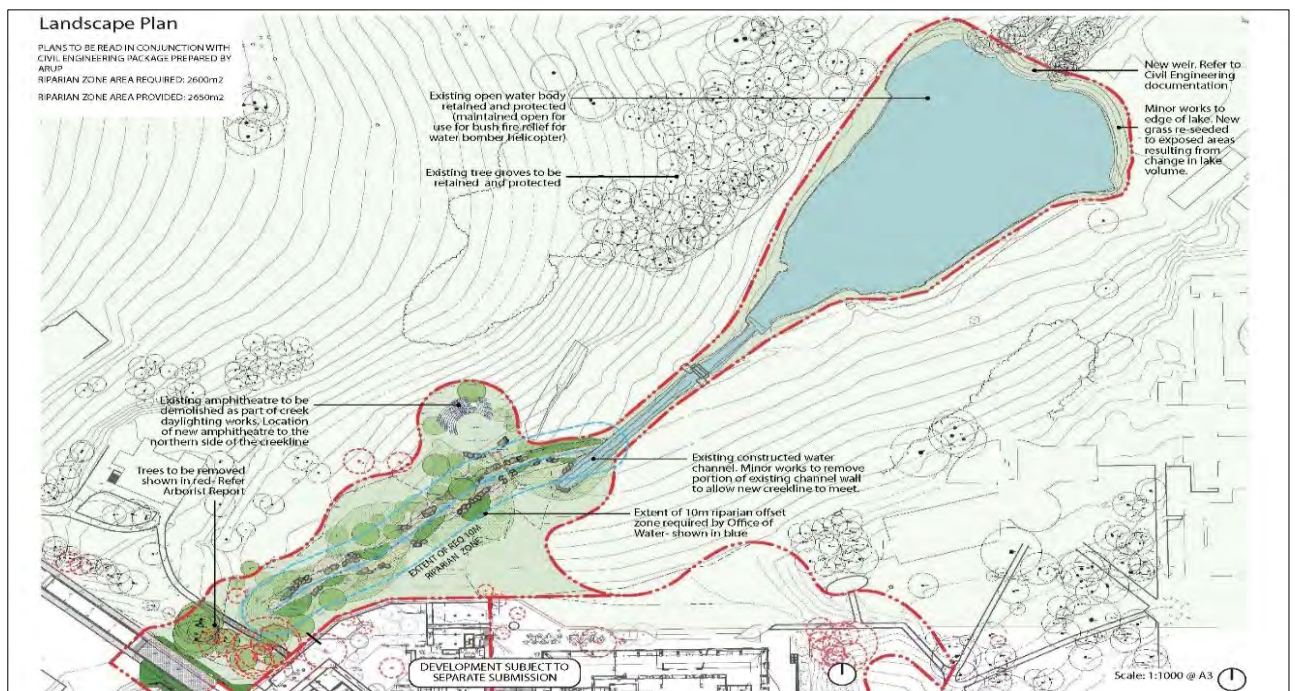 Landscape Plan
PLANS TO BE READ IN CONJUNCTION WITH
CIVIL ENGINEERING PACKAGE PREPARED BY
ARUP
RIPARIAN ZONE AREA REQUIRED: 2600m2
RIPARIAN ZONE AREA PROVIDED: 2650m2
Existing open water body
retained and protected
(maintained open for
use for bush fire relief for
water bomber helicopter)
Existing tree groves to be
retained and protected
New weir. Refer to
Civil Engineering
documentation
Minor works to
edge of lake. New
grass re-seeded
to exposed areas
resulting from
change in lake
volume.
Existing amphitheatre to be
demolished as part of creek
daylighting works. Location
of new amphitheatre to the
northern side of the creekline
Trees to be removed
shown in red- Refer
Arborist Report
Existing constructed water
channel. Minor works to remove
portion of existing channel wall
to allow new creekline to meet.
Extent of 10m riparian offset
zone required by Office of
Water- shown in blue
EXTENT OF REQ 10M
RIPARIAN ZONE
DEVELOPMENT SUBJECT TO
SEPARATE SUBMISSION
Scale: 1:1000 @ A3